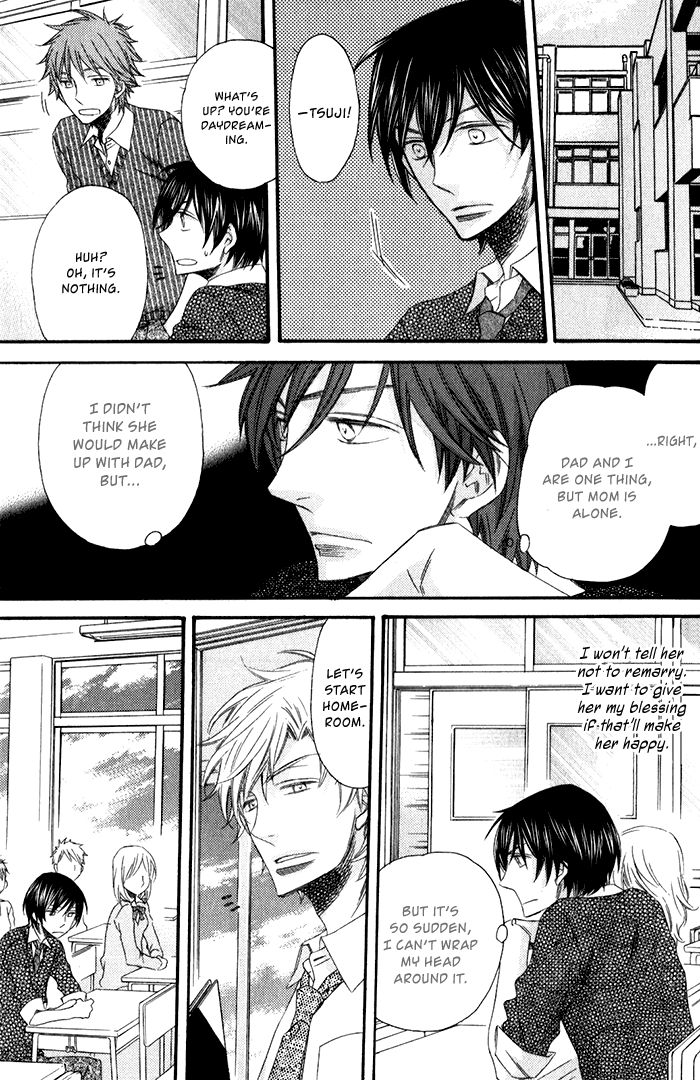 —TSUJI!
WHAT'S
UP? YOU'RE
DAYDREAM-
ING.
HUH?
OH, IT'S
NOTHING.
...RIGHT,
DAD AND I
ARE ONE THING,
BUT MOM IS
ALONE.
I DIDN'T
THINK SHE
WOULD MAKE
UP WITH DAD,
BUT...
I won't tell her
not to remarry.
I want to give
her my blessing
if that'll make
her happy.
BUT IT'S
SO SUDDEN,
I CAN'T WRAP
MY HEAD
AROUND IT.
LET'S
START
HOME-
ROOM.